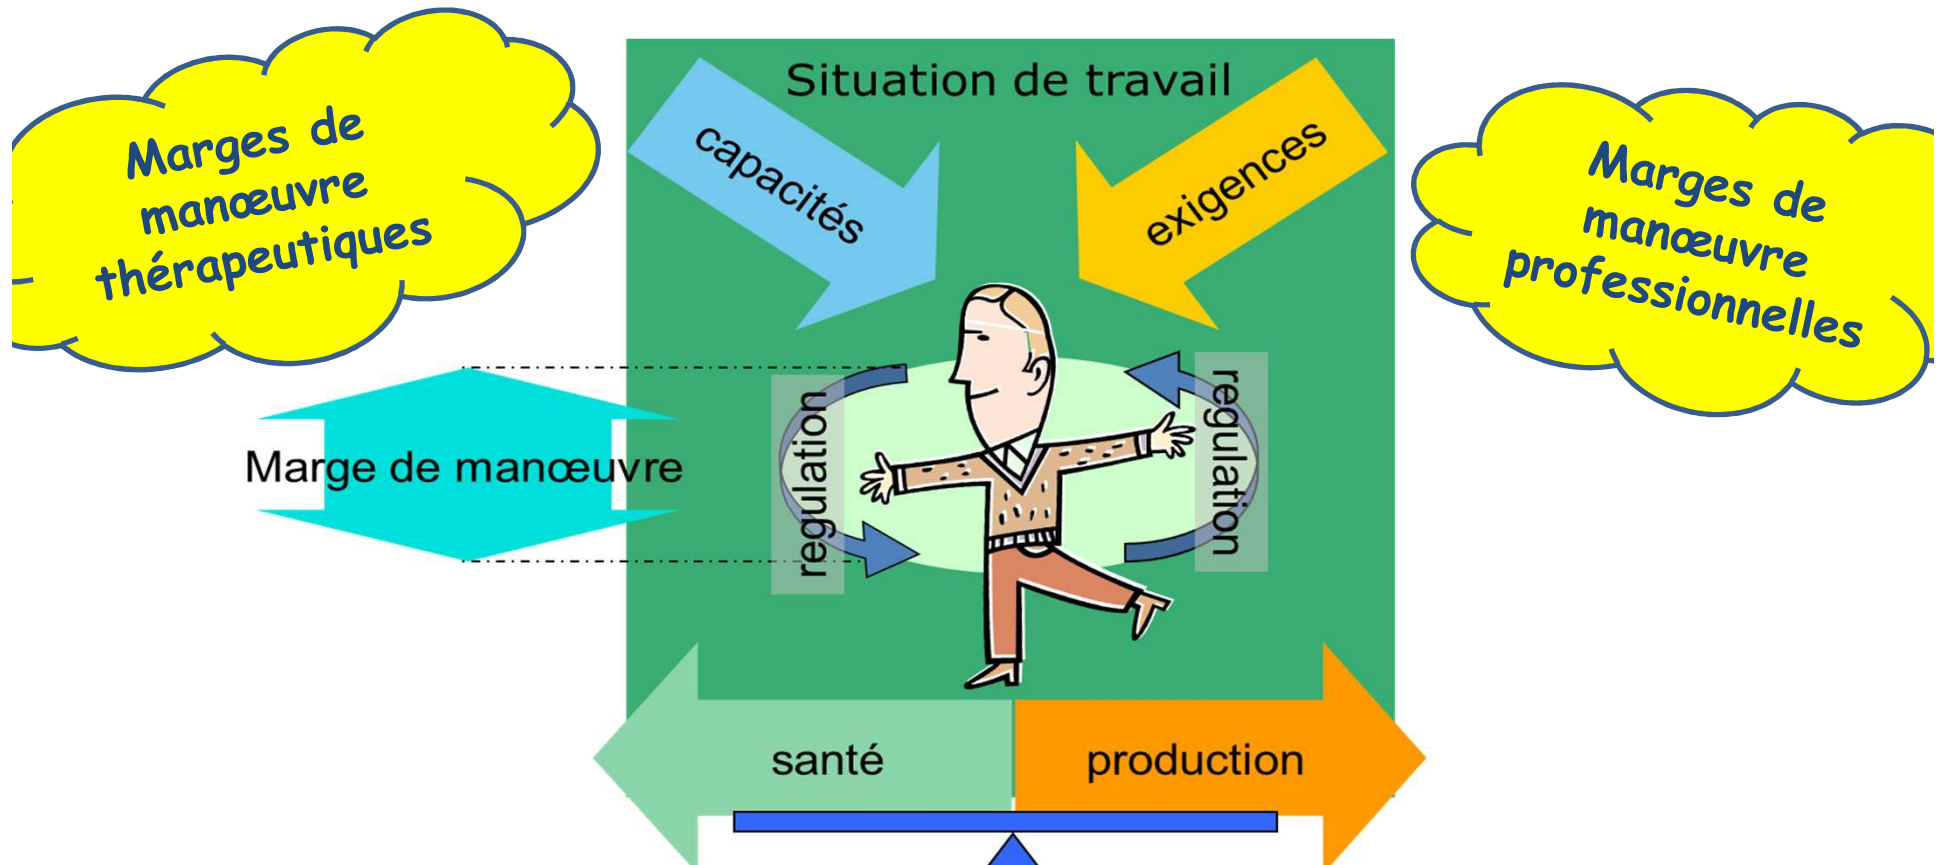 Situation de travail
Marges de
manœuvre
thérapeutiques
capacités
exigences
Marges de
manœuvre
professionnelles
Marge de manœuvre
regulation
regulation
santé
production